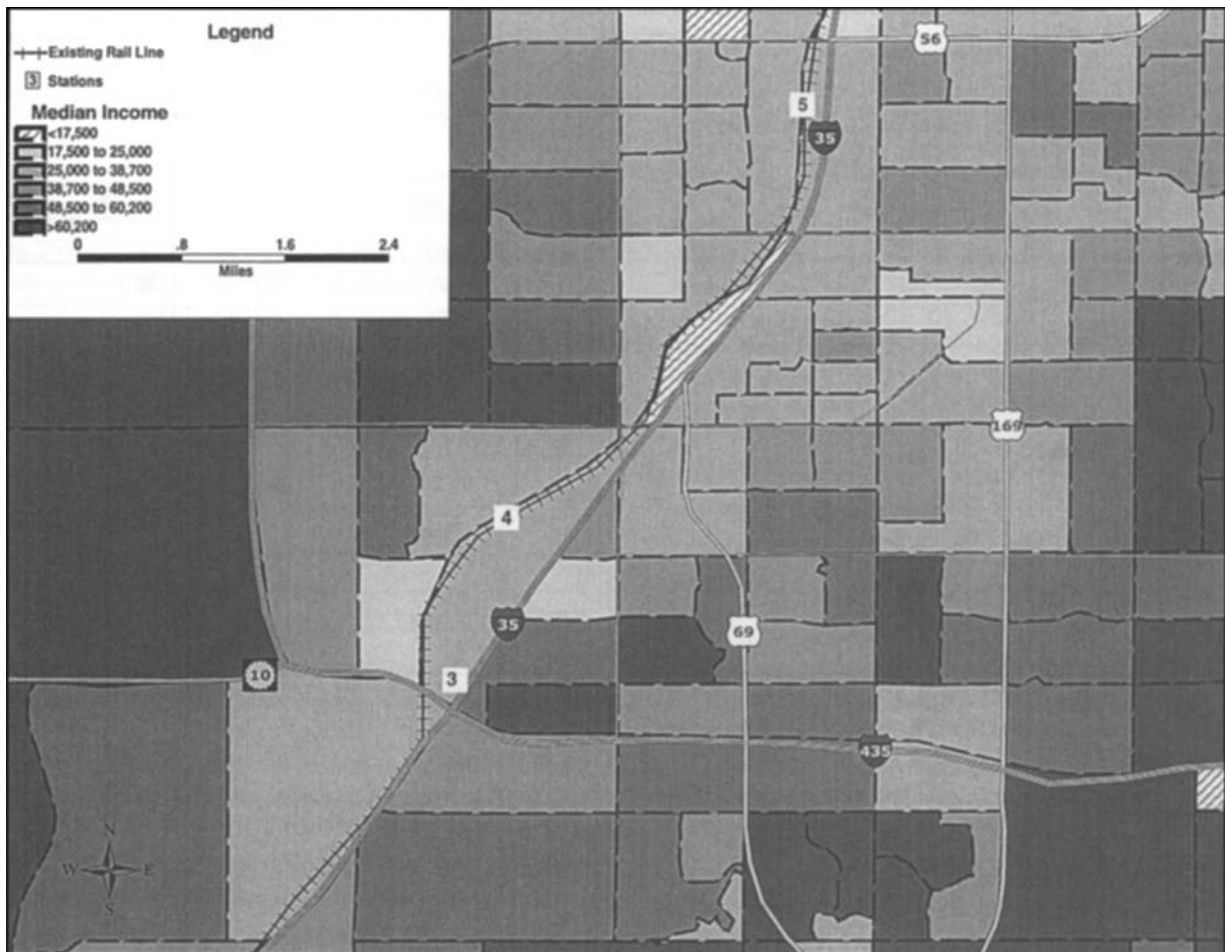 Legend
Existing Rail Line
3 Stations
Median Income
<17,500
17,500 to 25,000
25,000 to 38,700
38,700 to 48,500
48,500 to 60,200
>60,200
0 .8 1.6 2.4
Miles
56
5
35
169
4
35
69
3
10
435
N
W E
S